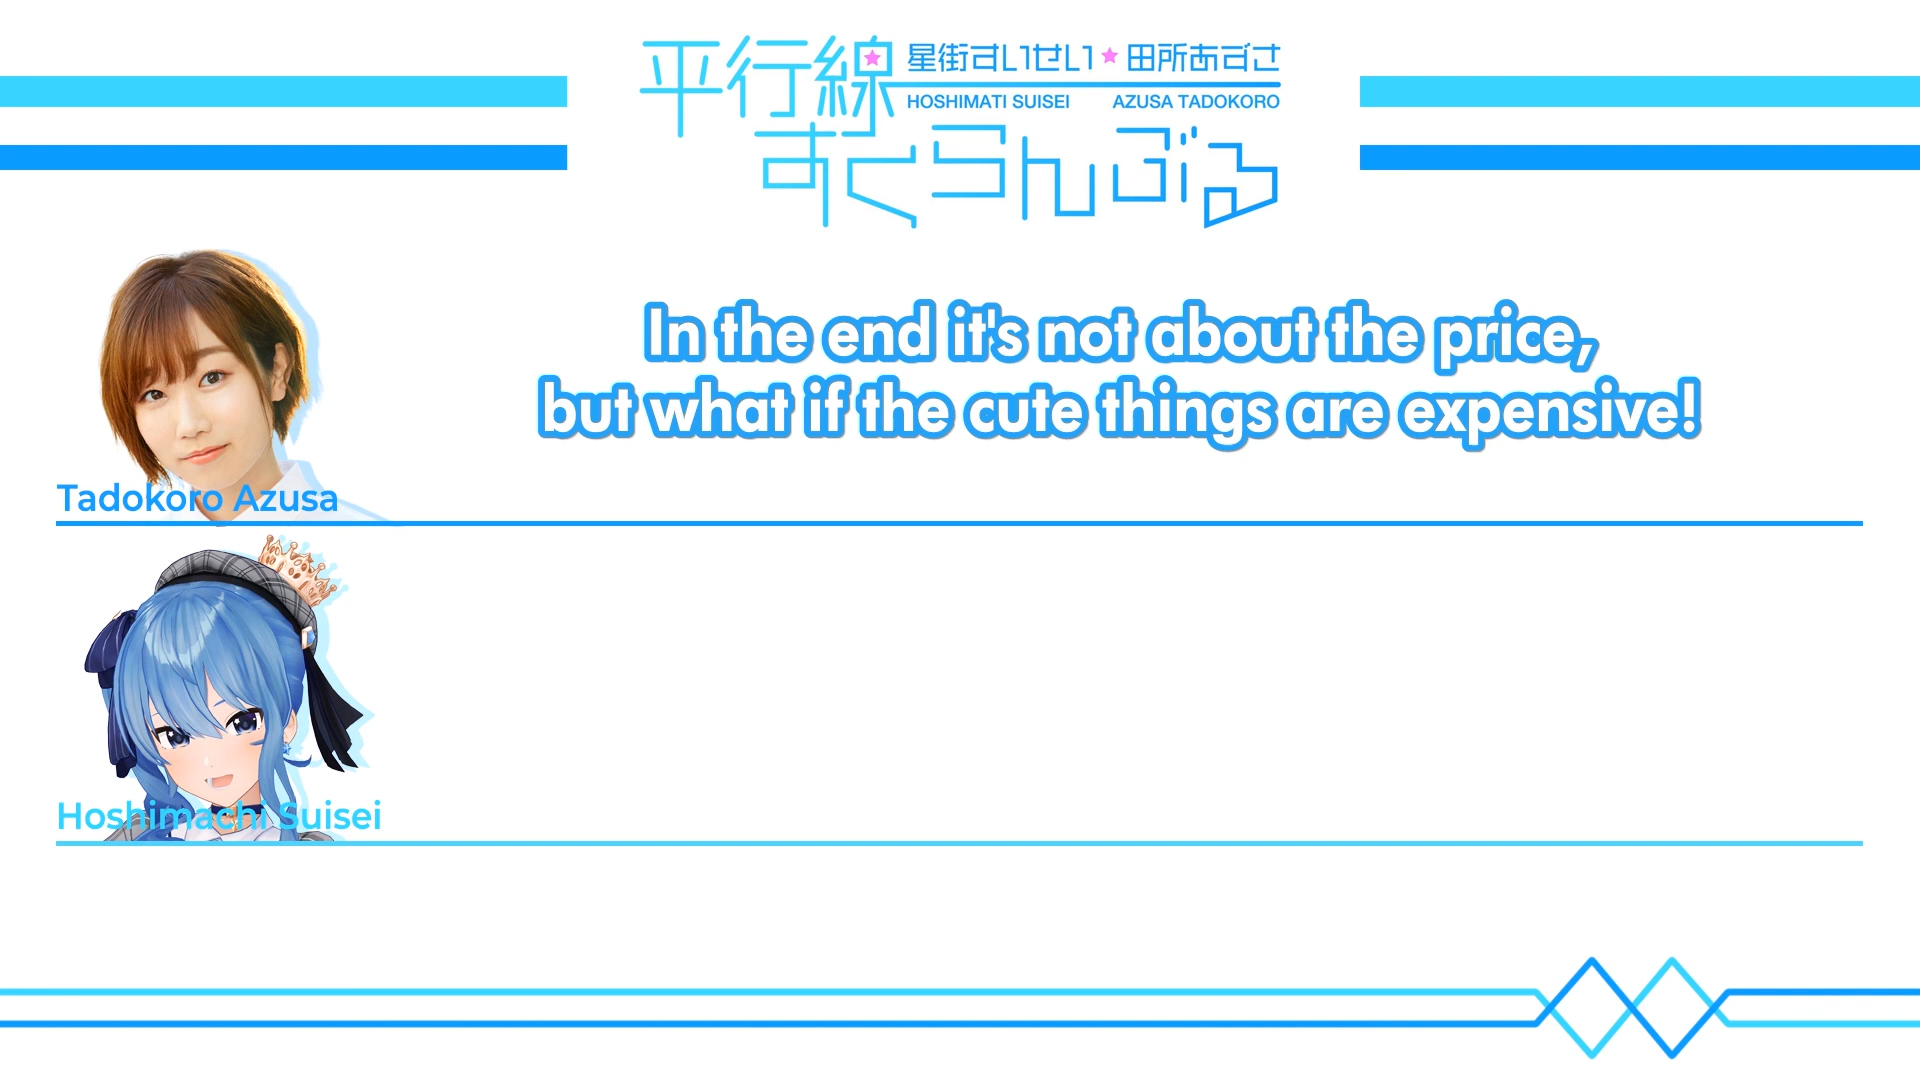 平行線
星街すいせい★田所あずさ
HOSHIMATI SUISEI AZUSA TADOKORO
すくらんぶる
In the end it's not about the price,
but what if the cute things are expensive!
Tadokoro Azusa
Hoshimachi Suisei